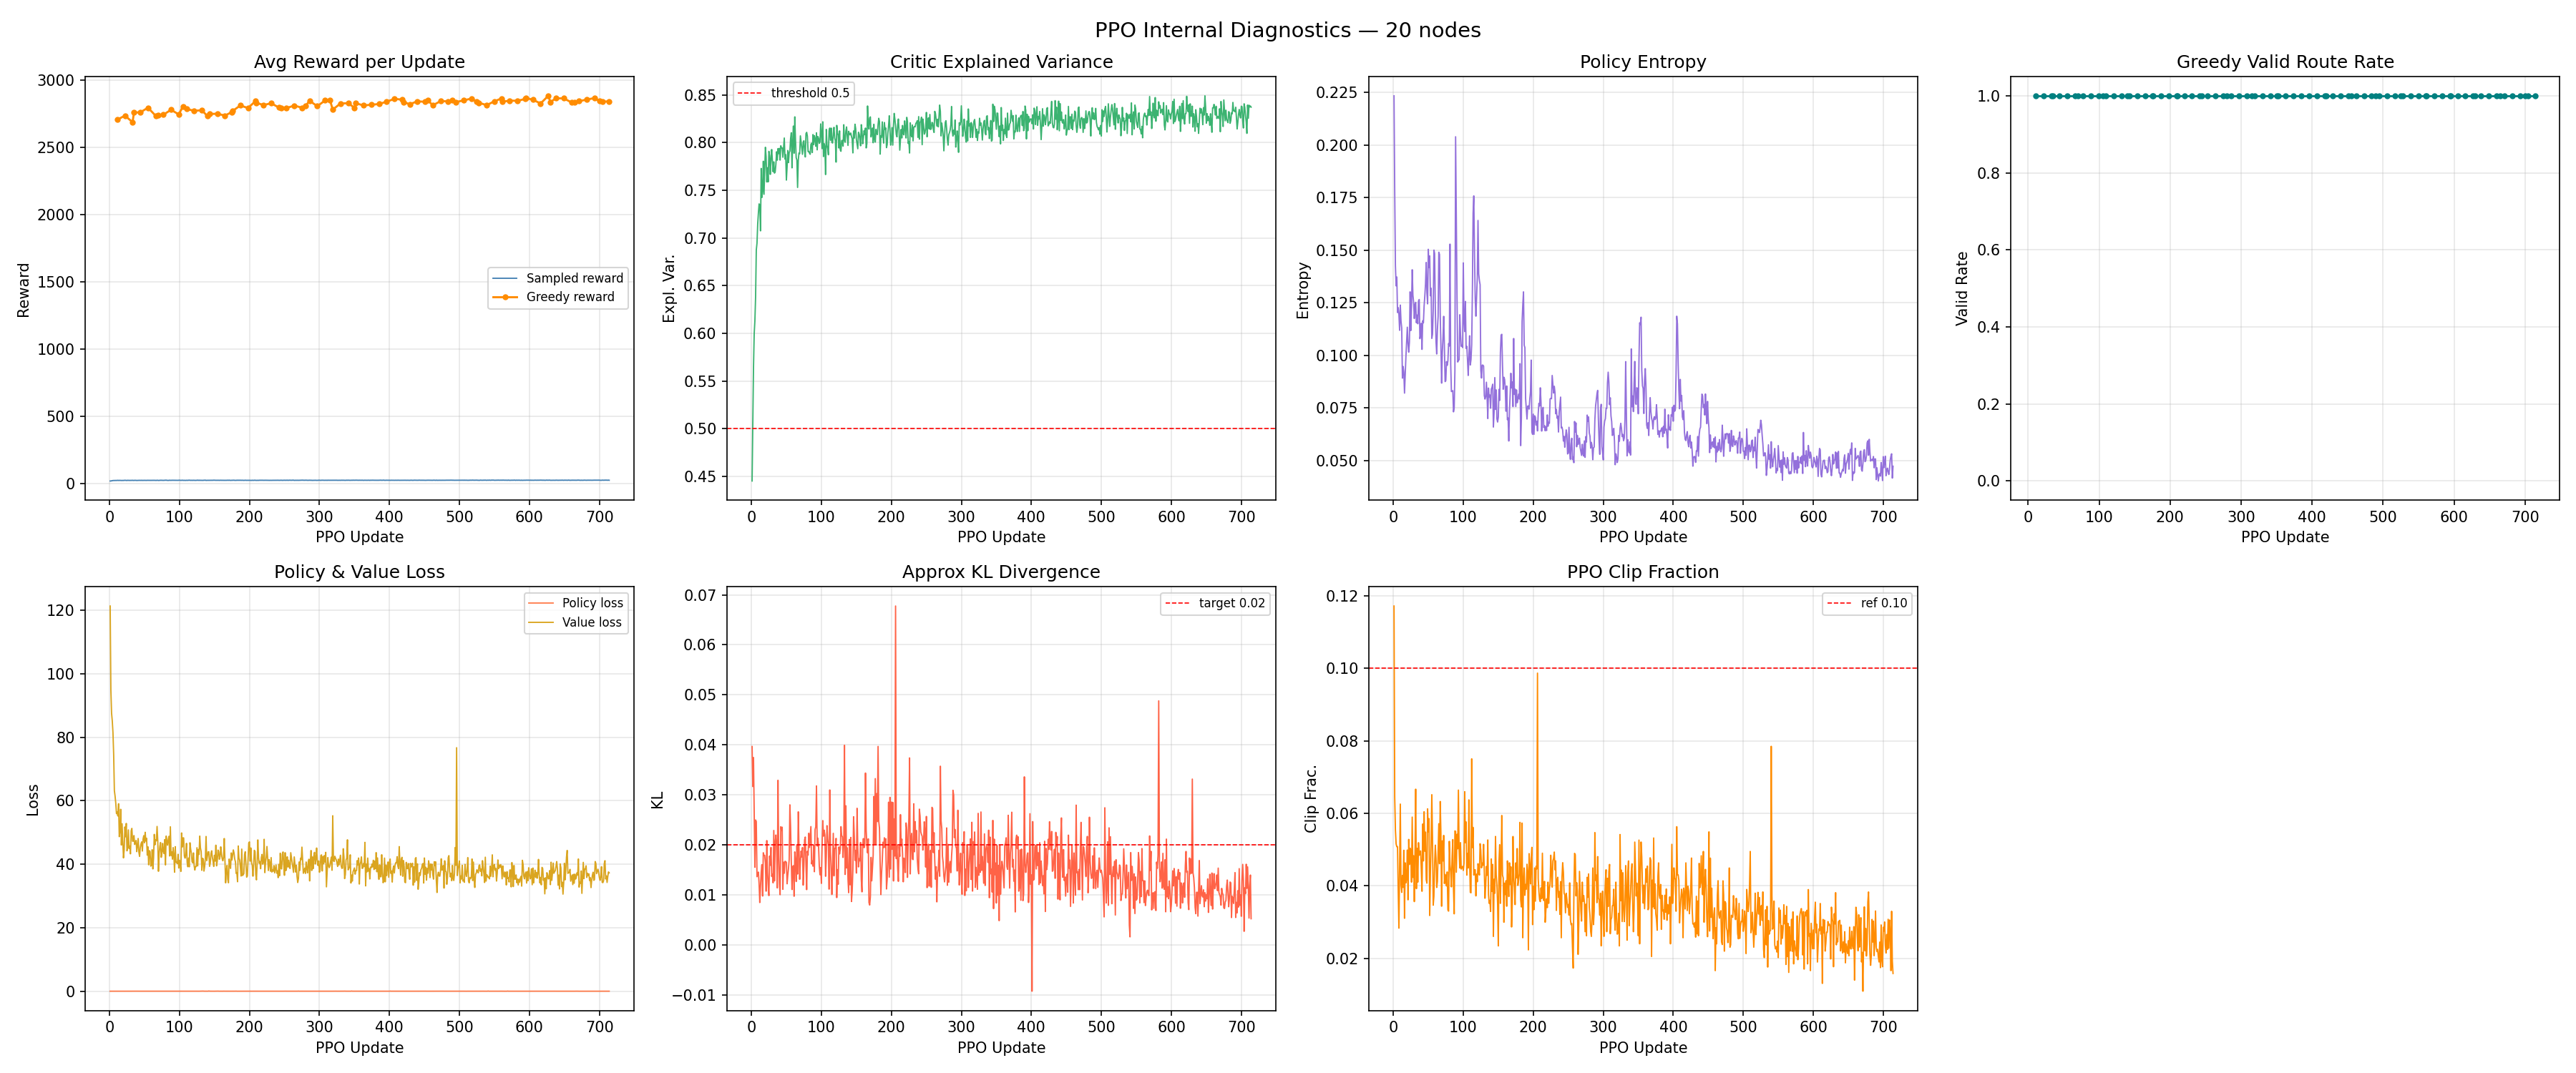 PPO Internal Diagnostics — 20 nodes
Avg Reward per Update
3000
2500
2000
1500
1000
500
0
Reward
Sampled reward
Greedy reward
0 100 200 300 400 500 600 700
PPO Update
Critic Explained Variance
threshold 0.5
0.85
0.80
0.75
0.70
0.65
0.60
0.55
0.50
0.45
Expl. Var.
0 100 200 300 400 500 600 700
PPO Update
Policy Entropy
0.225
0.200
0.175
0.150
0.125
0.100
0.075
0.050
Entropy
0 100 200 300 400 500 600 700
PPO Update
Greedy Valid Route Rate
1.0
0.8
0.6
0.4
0.2
0.0
Valid Rate
0 100 200 300 400 500 600 700
PPO Update
Policy & Value Loss
Policy loss
Value loss
120
100
80
60
40
20
0
Loss
0 100 200 300 400 500 600 700
PPO Update
Approx KL Divergence
target 0.02
0.07
0.06
0.05
0.04
0.03
0.02
0.01
0.00
−0.01
KL
0 100 200 300 400 500 600 700
PPO Update
PPO Clip Fraction
ref 0.10
0.12
0.10
0.08
0.06
0.04
0.02
Clip Frac.
0 100 200 300 400 500 600 700
PPO Update